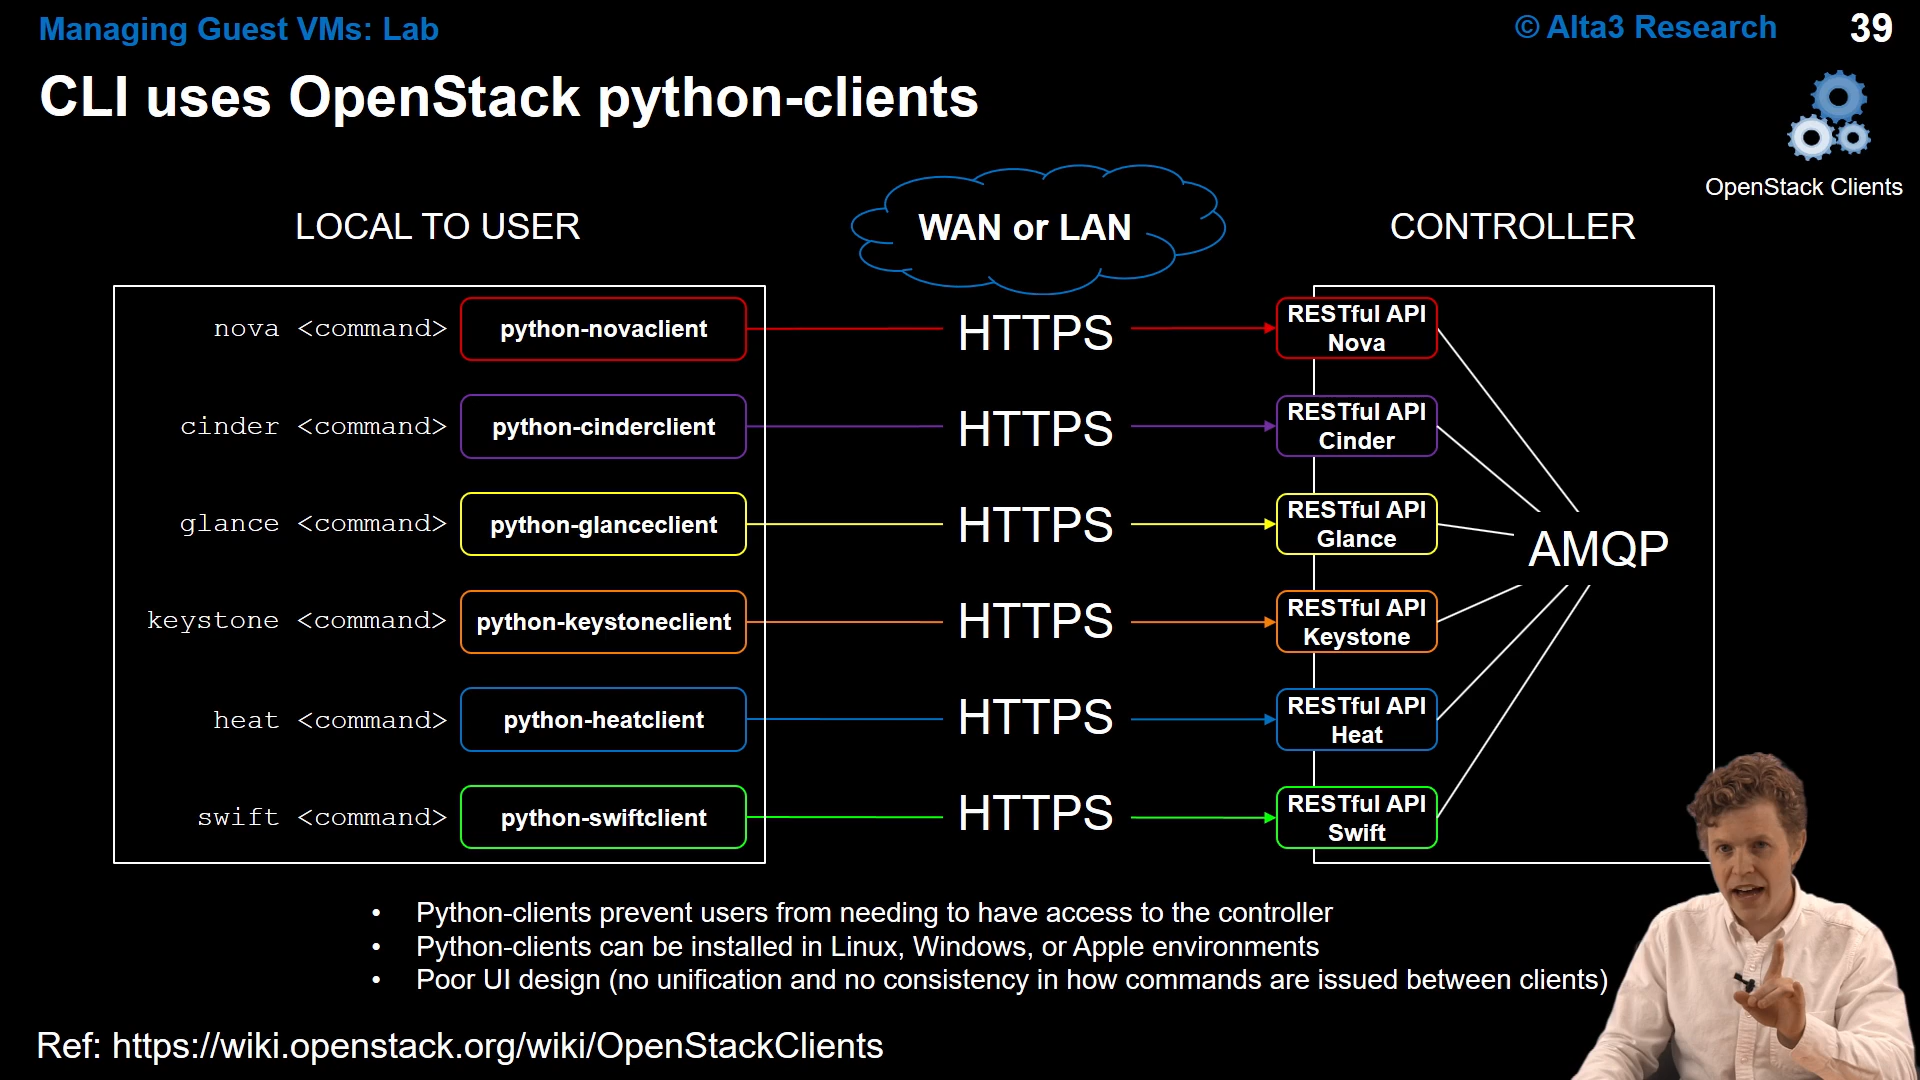 Managing Guest VMs: Lab
© Alta3 Research
39
CLI uses OpenStack python-clients
OpenStack Clients
LOCAL TO USER
WAN or LAN
CONTROLLER
nova <command>
python-novaclient
HTTPS
RESTful API
Nova
cinder <command>
python-cinderclient
HTTPS
RESTful API
Cinder
glance <command>
python-glanceclient
HTTPS
RESTful API
Glance
AMQP
keystone <command>
python-keystoneclient
HTTPS
RESTful API
Keystone
heat <command>
python-heatclient
HTTPS
RESTful API
Heat
swift <command>
python-swiftclient
HTTPS
RESTful API
Swift
• Python-clients prevent users from needing to have access to the controller
• Python-clients can be installed in Linux, Windows, or Apple environments
• Poor UI design (no unification and no consistency in how commands are issued between clients)
Ref: https://wiki.openstack.org/wiki/OpenStackClients